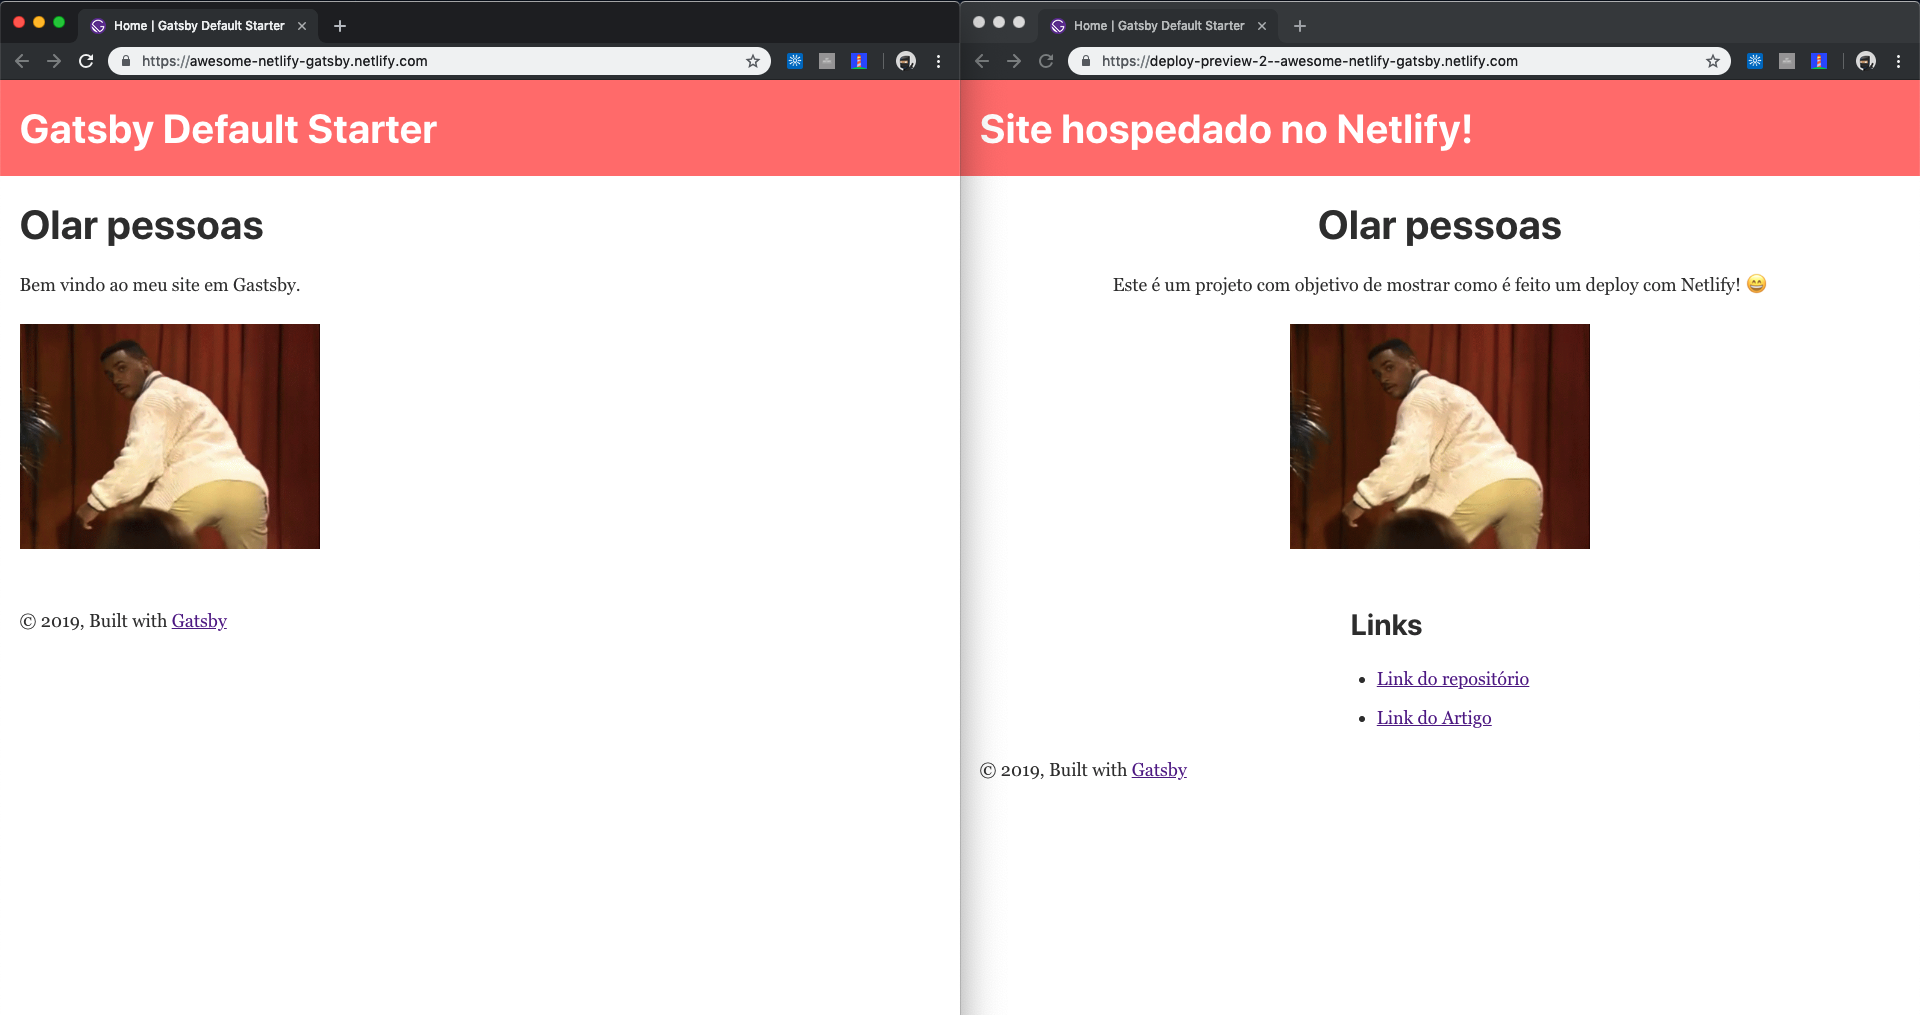 Home | Gatsby Default Starter
https://awesome-netlify-gatsby.netlify.com
Gatsby Default Starter
Olar pessoas
Bem vindo ao meu site em Gastsby.
© 2019, Built with Gatsby
Home | Gatsby Default Starter
https://deploy-preview-2--awesome-netlify-gatsby.netlify.com
Site hospedado no Netlify!
Olar pessoas
Este é um projeto com objetivo de mostrar como é feito um deploy com Netlify! 😄
Links
• Link do repositório
• Link do Artigo
© 2019, Built with Gatsby